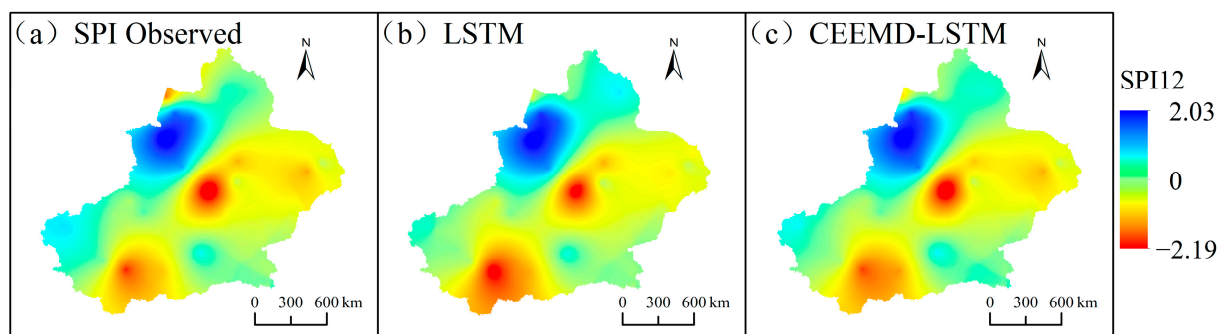 （a） SPI Observed
N
0 300 600 km
（b） LSTM
N
0 300 600 km
（c） CEEMD-LSTM
N
0 300 600 km
SPI12
2.03
0
−2.19